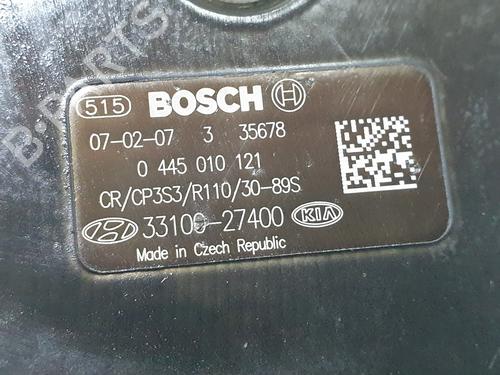 B-PARTS
515 BOSCH
07-02-07 3 35678
0 445 010 121
CR/CP3S3/R110/30-89S
33100-27400 KIA
Made in Czech Republic